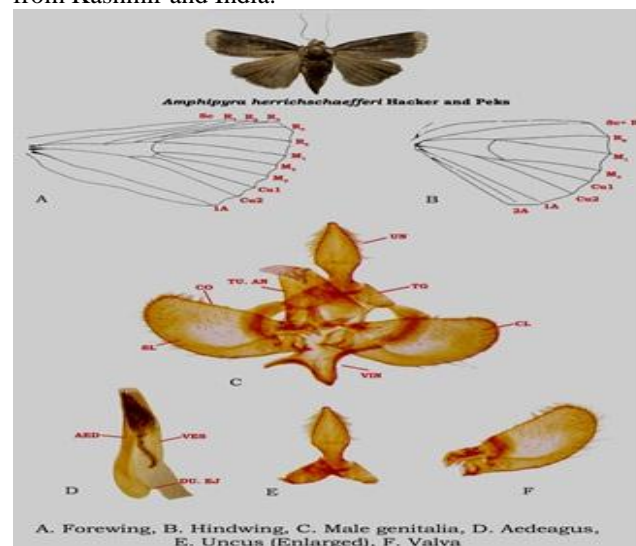 from Kashmir and India.
Amphipyra herrichschaefferi Hacker and Peks
Sc R₁ R₂ R₃
R₄
R₅
M₁
M₂
M₃
Cu1
Cu2
1A
A
Sc+ R
R₅
M₁
M₂
M₃
Cu1
Cu2
1A
2A
B
UN
TU. AN
TG
CO
CL
SL
VIN
C
AED
VES
DU. EJ
D
E
F
A. Forewing, B. Hindwing, C. Male genitalia, D. Aedeagus,
E. Uncus (Enlarged), F. Valva